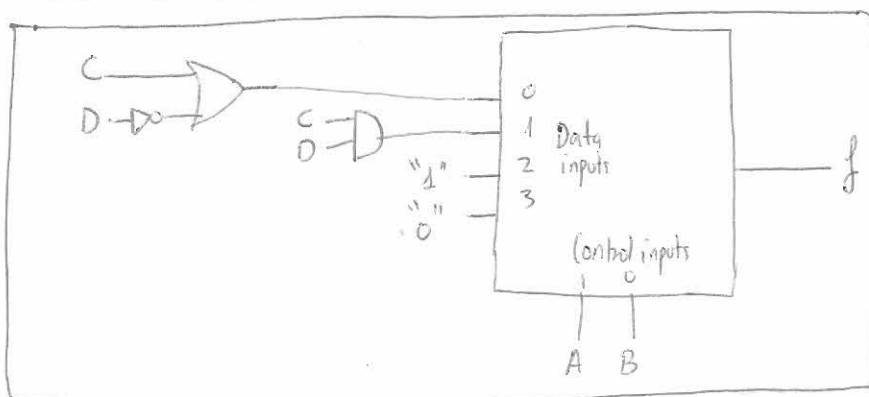 C
D
0
C
D
1
Data
inputs
"1"
2
3
"0"
f
Control inputs
1 0
A B